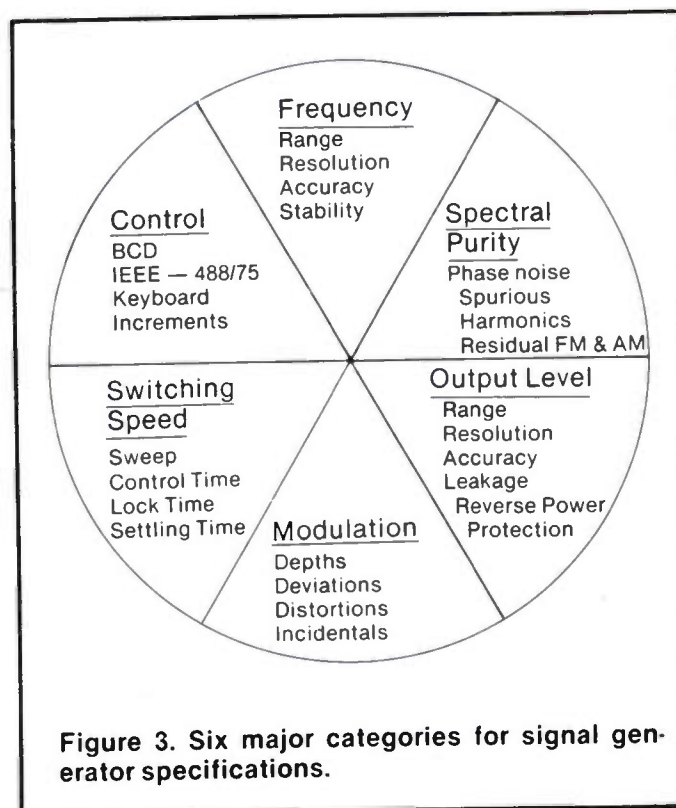 Frequency
Range
Resolution
Accuracy
Stability
Spectral
Purity
Phase noise
Spurious
Harmonics
Residual FM & AM
Output Level
Range
Resolution
Accuracy
Leakage
Reverse Power
Protection
Modulation
Depths
Deviations
Distortions
Incidentals
Switching
Speed
Sweep
Control Time
Lock Time
Settling Time
Control
BCD
IEEE — 488/75
Keyboard
Increments
Figure 3. Six major categories for signal gen-
erator specifications.